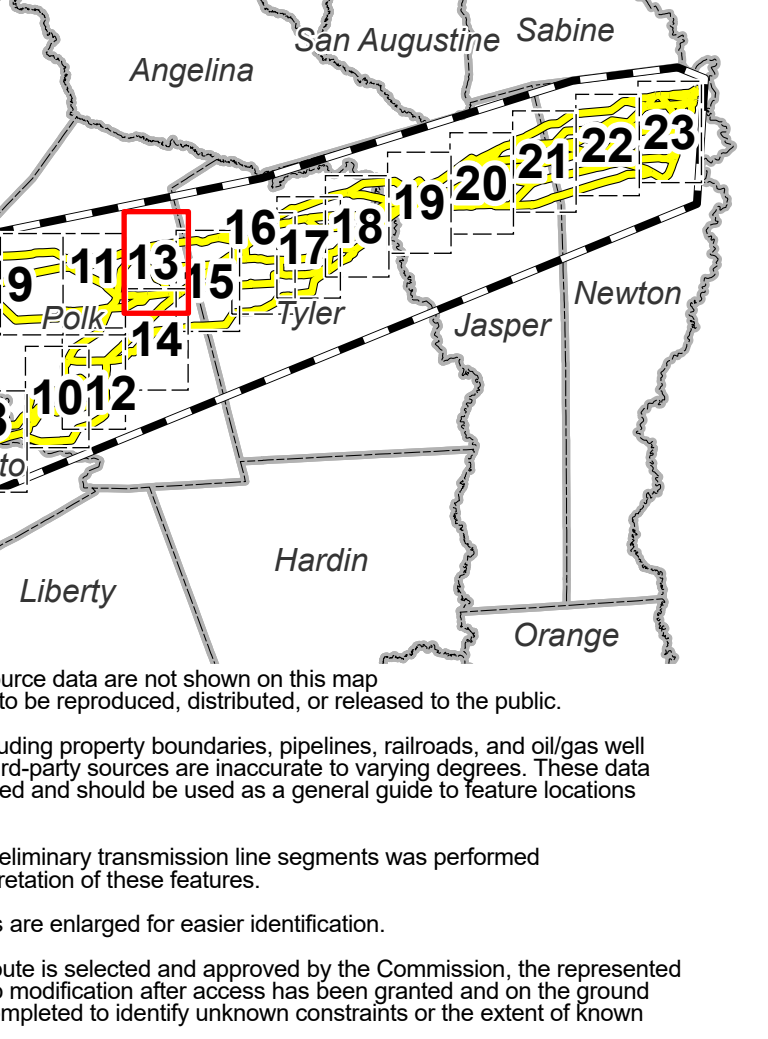 San Augustine Sabine
Angelina
23
22
21
20
19
18
16
17
13
11
15
9
Newton
Polk
Tyler
Jasper
14
10
12
to
Hardin
Liberty
Orange
ource data are not shown on this map
to be reproduced, distributed, or released to the public.
uding property boundaries, pipelines, railroads, and oil/gas well
rd-party sources are inaccurate to varying degrees. These data
ed and should be used as a general guide to feature locations
eliminary transmission line segments was performed
retation of these features.
s are enlarged for easier identification.
oute is selected and approved by the Commission, the represented
o modification after access has been granted and on the ground
ompleted to identify unknown constraints or the extent of known